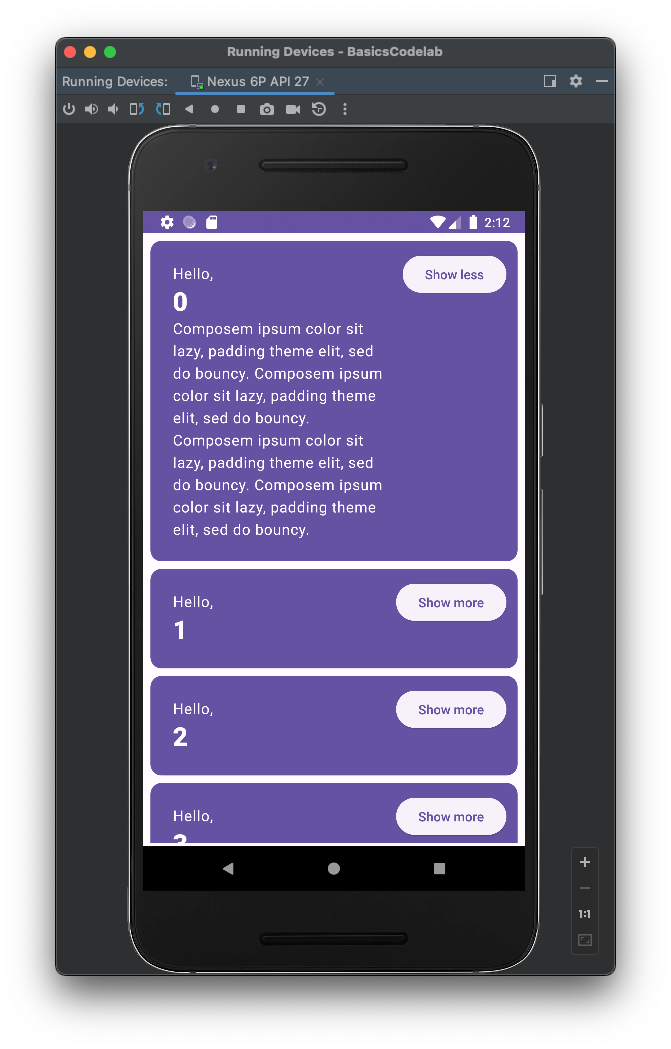 Running Devices - BasicsCodelab
Running Devices:
Nexus 6P API 27
2:12
Hello,
Show less
0
Composem ipsum color sit
lazy, padding theme elit, sed
do bouncy. Composem ipsum
color sit lazy, padding theme
elit, sed do bouncy.
Composem ipsum color sit
lazy, padding theme elit, sed
do bouncy. Composem ipsum
color sit lazy, padding theme
elit, sed do bouncy.
Hello,
Show more
1
Hello,
Show more
2
Hello,
Show more
3
1:1